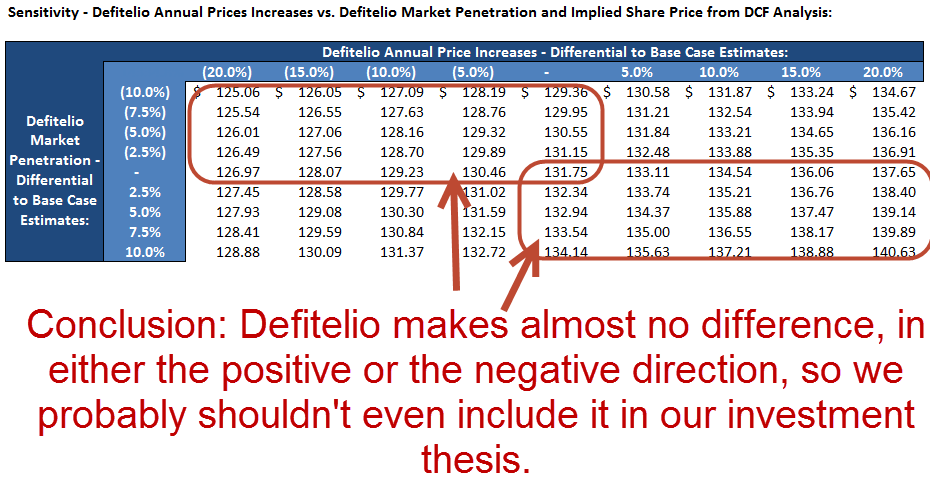 Sensitivity - Defitelio Annual Prices Increases vs. Defitelio Market Penetration and Implied Share Price from DCF Analysis:
Defitelio Annual Price Increases - Differential to Base Case Estimates:
(20.0%) (15.0%) (10.0%) (5.0%) - 5.0% 10.0% 15.0% 20.0%
Defitelio
Market
Penetration -
Differential
to Base Case
Estimates:
(10.0%) $ 125.06 $ 126.05 $ 127.09 $ 128.19 $ 129.36 $ 130.58 $ 131.87 $ 133.24 $ 134.67
(7.5%) 125.54 126.55 127.63 128.76 129.95 131.21 132.54 133.94 135.42
(5.0%) 126.01 127.06 128.16 129.32 130.55 131.84 133.21 134.65 136.16
(2.5%) 126.49 127.56 128.70 129.89 131.15 132.48 133.88 135.35 136.91
- 126.97 128.07 129.23 130.46 131.75 133.11 134.54 136.06 137.65
2.5% 127.45 128.58 129.77 131.02 132.34 133.74 135.21 136.76 138.40
5.0% 127.93 129.08 130.30 131.59 132.94 134.37 135.88 137.47 139.14
7.5% 128.41 129.59 130.84 132.15 133.54 135.00 136.55 138.17 139.89
10.0% 128.88 130.09 131.37 132.72 134.14 135.63 137.21 138.88 140.63
Conclusion: Defitelio makes almost no difference, in
either the positive or the negative direction, so we
probably shouldn't even include it in our investment
thesis.